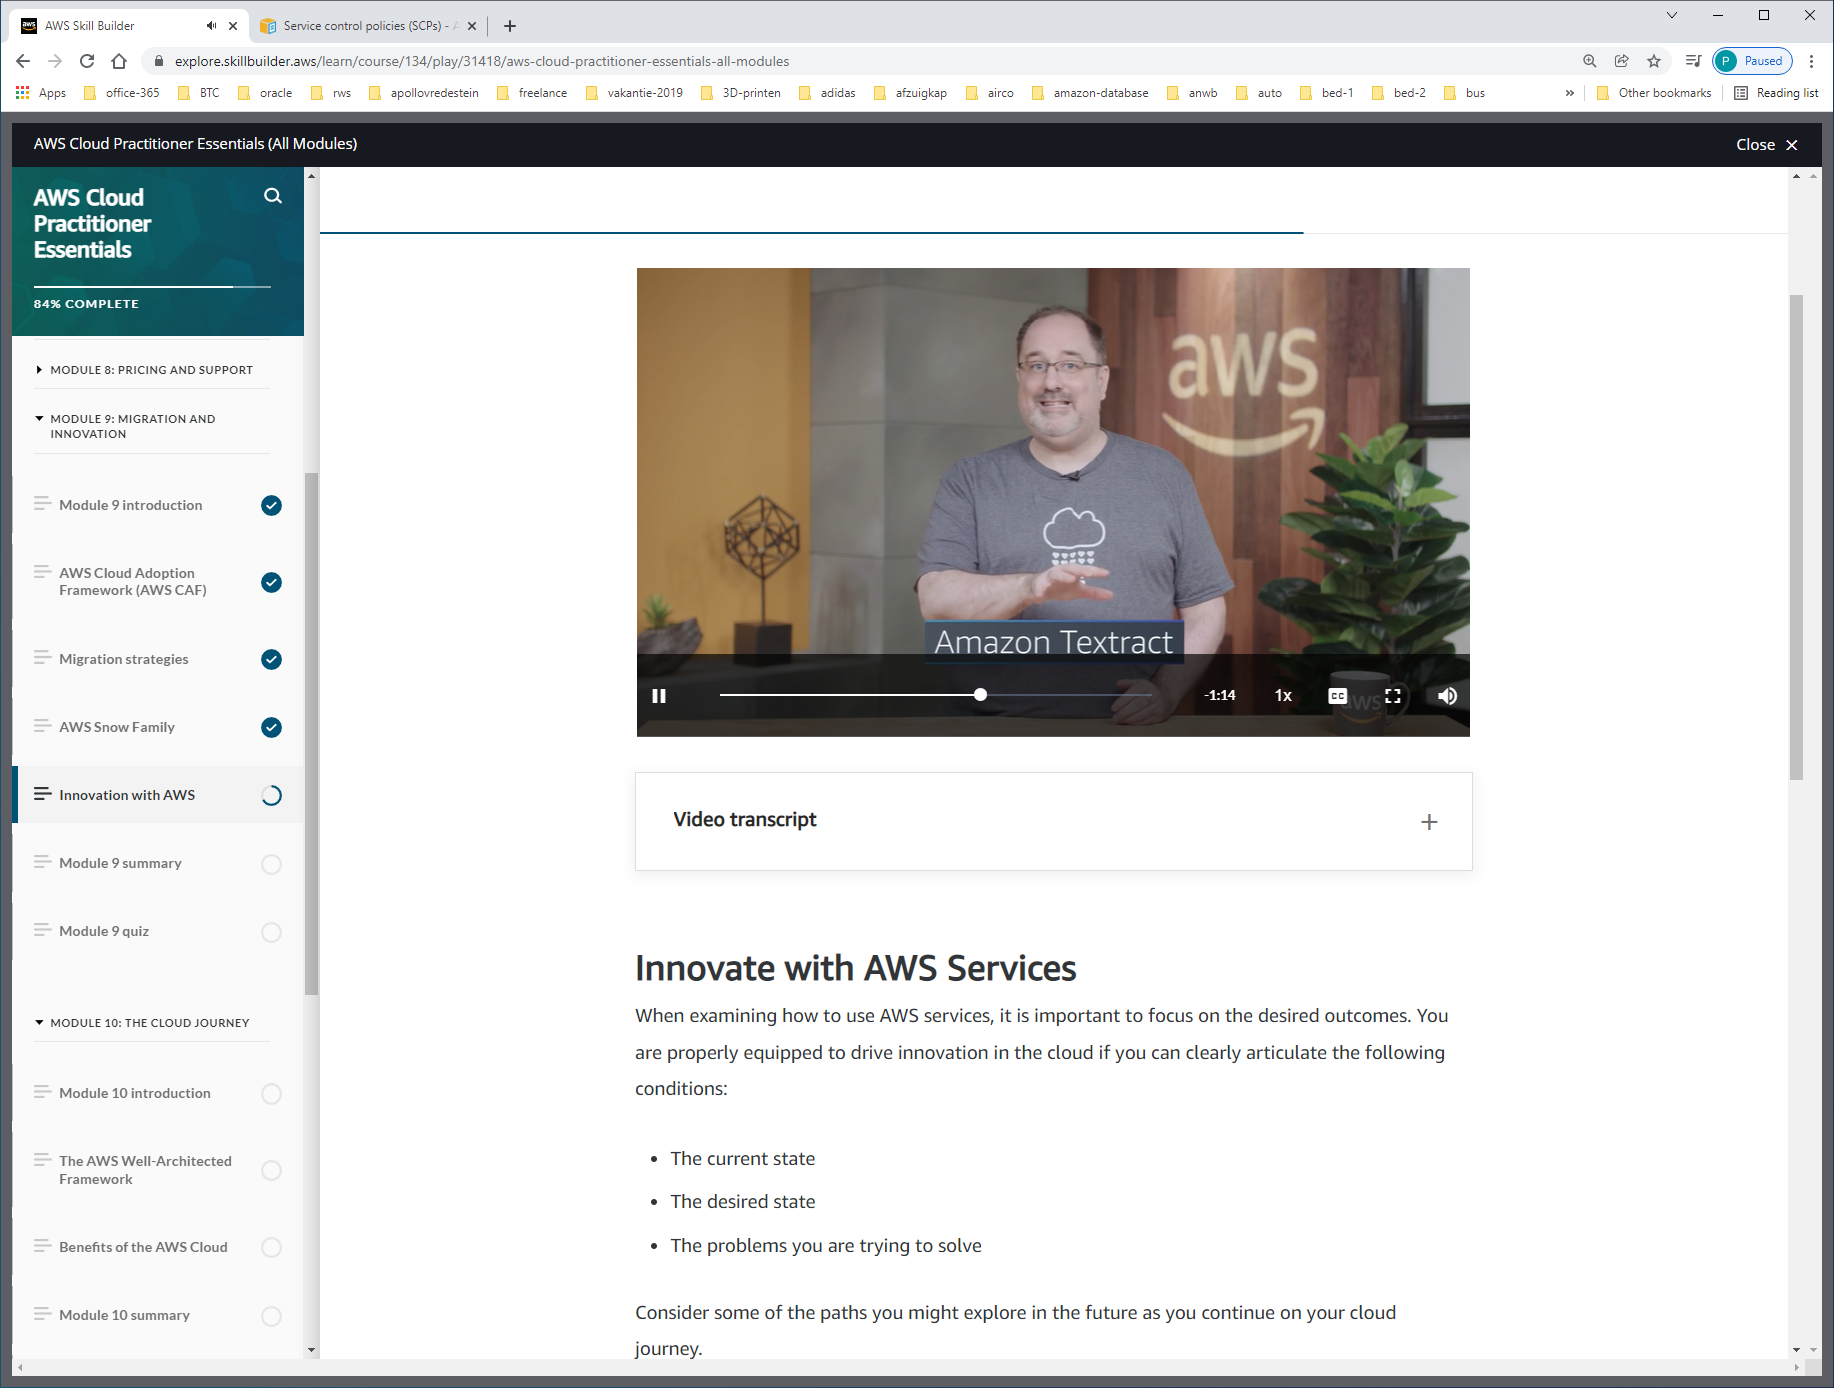 AWS Skill Builder
Service control policies (SCPs) - A
explore.skillbuilder.aws/learn/course/134/play/31418/aws-cloud-practitioner-essentials-all-modules
P Paused
Apps office-365 BTC oracle rws apollovredestein freelance vakantie-2019 3D-printen adidas afzuigkap airco amazon-database anwb auto bed-1 bed-2 bus » Other bookmarks Reading list
AWS Cloud Practitioner Essentials (All Modules)
Close
AWS Cloud
Practitioner
Essentials
84% COMPLETE
MODULE 8: PRICING AND SUPPORT
MODULE 9: MIGRATION AND
INNOVATION
Module 9 introduction
AWS Cloud Adoption
Framework (AWS CAF)
Migration strategies
AWS Snow Family
Innovation with AWS
Module 9 summary
Module 9 quiz
MODULE 10: THE CLOUD JOURNEY
Module 10 introduction
The AWS Well-Architected
Framework
Benefits of the AWS Cloud
Module 10 summary
aws
Amazon Textract
-1:14 1x CC
aws
Video transcript
Innovate with AWS Services
When examining how to use AWS services, it is important to focus on the desired outcomes. You
are properly equipped to drive innovation in the cloud if you can clearly articulate the following
conditions:
• The current state
• The desired state
• The problems you are trying to solve
Consider some of the paths you might explore in the future as you continue on your cloud
journey.